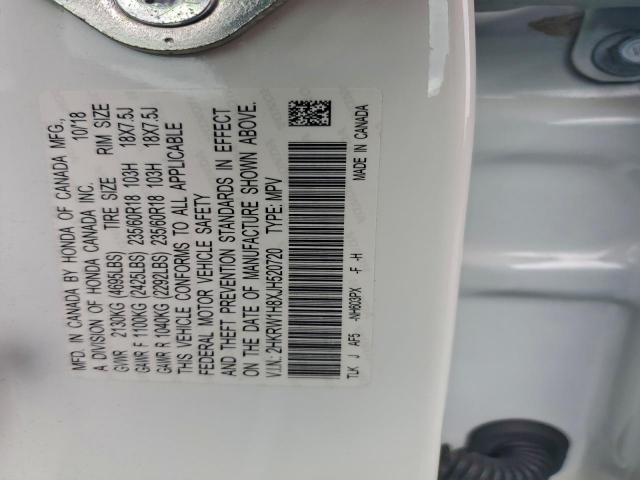 MFD. IN CANADA BY HONDA OF CANADA MFG.,
A DIVISION OF HONDA CANADA INC. 10/18
GVWR 2130KG (4695LBS) TIRE SIZE RIM SIZE
GAWR F 1100KG (2425LBS) 235/60R18 103H 18X7.5J
GAWR R 1040KG (2292LBS) 235/60R18 103H 18X7.5J
THIS VEHICLE CONFORMS TO ALL APPLICABLE
FEDERAL MOTOR VEHICLE SAFETY
AND THEFT PREVENTION STANDARDS IN EFFECT
ON THE DATE OF MANUFACTURE SHOWN ABOVE.
V.I.N.: 2HKRW1H8XJH520720 TYPE: MPV
TLK J AF5 -NH603PX -F -H MADE IN CANADA